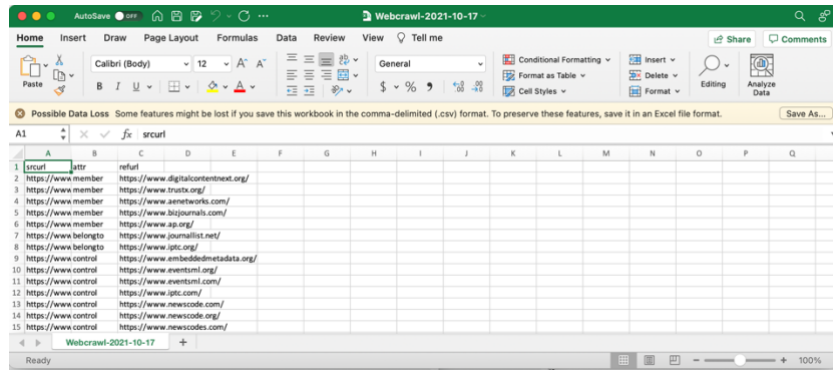 AutoSave OFF Webcrawl-2021-10-17
Home Insert Draw Page Layout Formulas Data Review View Tell me Share Comments
Paste Calibri (Body) 12 A^ A˅ General Conditional Formatting Insert Editing Analyze Data
B I U A $ % 9 Format as Table Delete
Cell Styles Format
Possible Data Loss Some features might be lost if you save this workbook in the comma-delimited (.csv) format. To preserve these features, save it in an Excel file format. Save As...
A1 fx srcurl
A B C D E F G H I J K L M N O P Q
1 srcurl attr refurl
2 https://www member https://www.digitalcontentnext.org/
3 https://www member https://www.trustx.org/
4 https://www member https://www.aenetworks.com/
5 https://www member https://www.bizjournals.com/
6 https://www member https://www.ap.org/
7 https://www belongto https://www.journallist.net/
8 https://www belongto https://www.iptc.org/
9 https://www control https://www.embeddedmetadata.org/
10 https://www control https://www.eventsml.org/
11 https://www control https://www.eventsml.com/
12 https://www control https://www.iptc.com/
13 https://www control https://www.newscode.com/
14 https://www control https://www.newscode.org/
15 https://www control https://www.newscodes.com/
Webcrawl-2021-10-17 +
Ready 100%